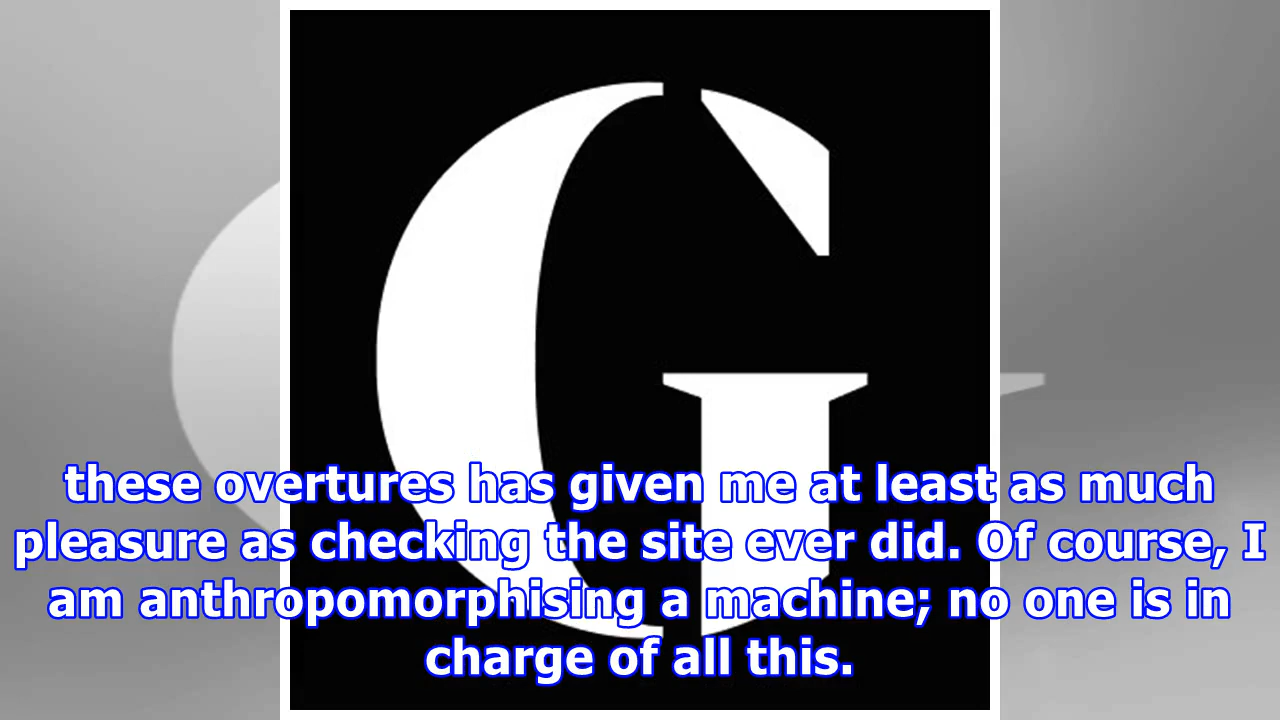 G
these overtures has given me at least as much
pleasure as checking the site ever did. Of course, I
am anthropomorphising a machine; no one is in
charge of all this.